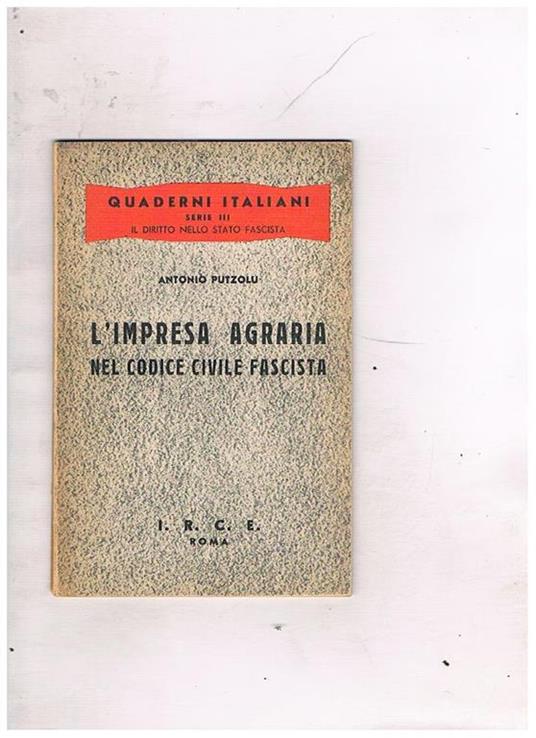 QUADERNI ITALIANI
SERIE III
IL DIRITTO NELLO STATO FASCISTA
ANTONIO PUTZOLU
L'IMPRESA AGRARIA
NEL CODICE CIVILE FASCISTA
I. R. C. E.
ROMA